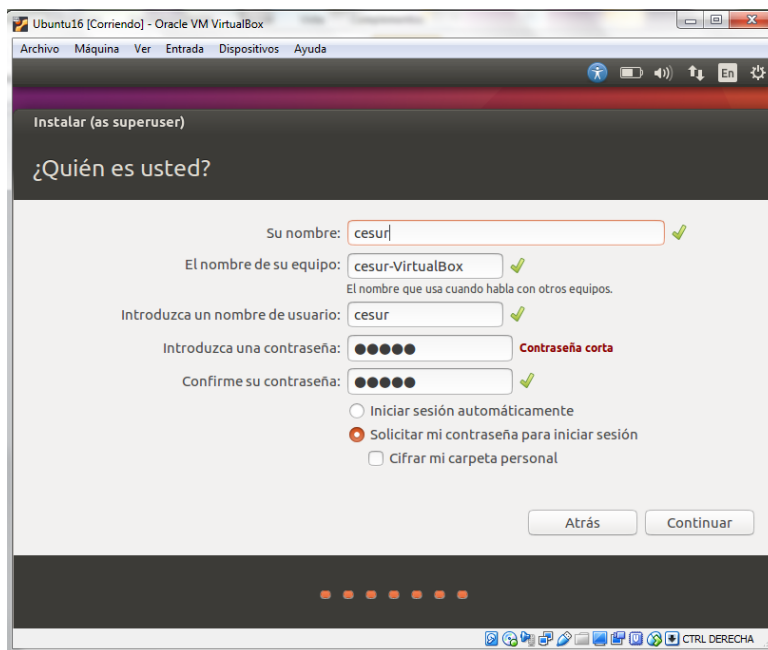 Ubuntu16 [Corriendo] - Oracle VM VirtualBox
Archivo Máquina Ver Entrada Dispositivos Ayuda
En
Instalar (as superuser)
¿Quién es usted?
Su nombre: cesur
El nombre de su equipo: cesur-VirtualBox
El nombre que usa cuando habla con otros equipos.
Introduzca un nombre de usuario: cesur
Introduzca una contraseña: ●●●●● Contraseña corta
Confirme su contraseña: ●●●●●
Iniciar sesión automáticamente
Solicitar mi contraseña para iniciar sesión
Cifrar mi carpeta personal
Atrás Continuar
CTRL DERECHA